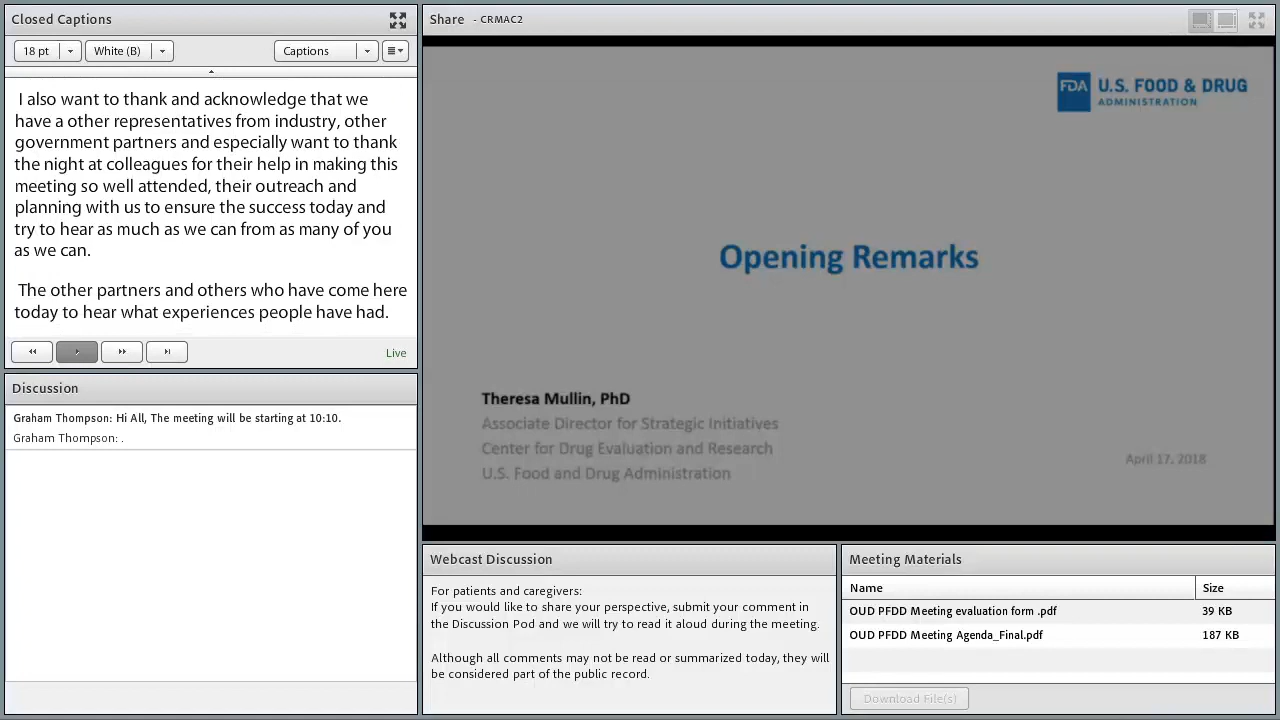 Closed Captions
18 pt
White (B)
Captions
I also want to thank and acknowledge that we
have a other representatives from industry, other
government partners and especially want to thank
the night at colleagues for their help in making this
meeting so well attended, their outreach and
planning with us to ensure the success today and
try to hear as much as we can from as many of you
as we can.
The other partners and others who have come here
today to hear what experiences people have had.
Live
Discussion
Graham Thompson: Hi All, The meeting will be starting at 10:10.
Graham Thompson: .
Share - CRMAC2
FDA U.S. FOOD & DRUG
ADMINISTRATION
Opening Remarks
Theresa Mullin, PhD
Associate Director for Strategic Initiatives
Center for Drug Evaluation and Research
U.S. Food and Drug Administration
April 17, 2018
Webcast Discussion
For patients and caregivers:
If you would like to share your perspective, submit your comment in
the Discussion Pod and we will try to read it aloud during the meeting.
Although all comments may not be read or summarized today, they will
be considered part of the public record.
Meeting Materials
Name Size
OUD PFDD Meeting evaluation form .pdf 39 KB
OUD PFDD Meeting Agenda_Final.pdf 187 KB
Download File(s)